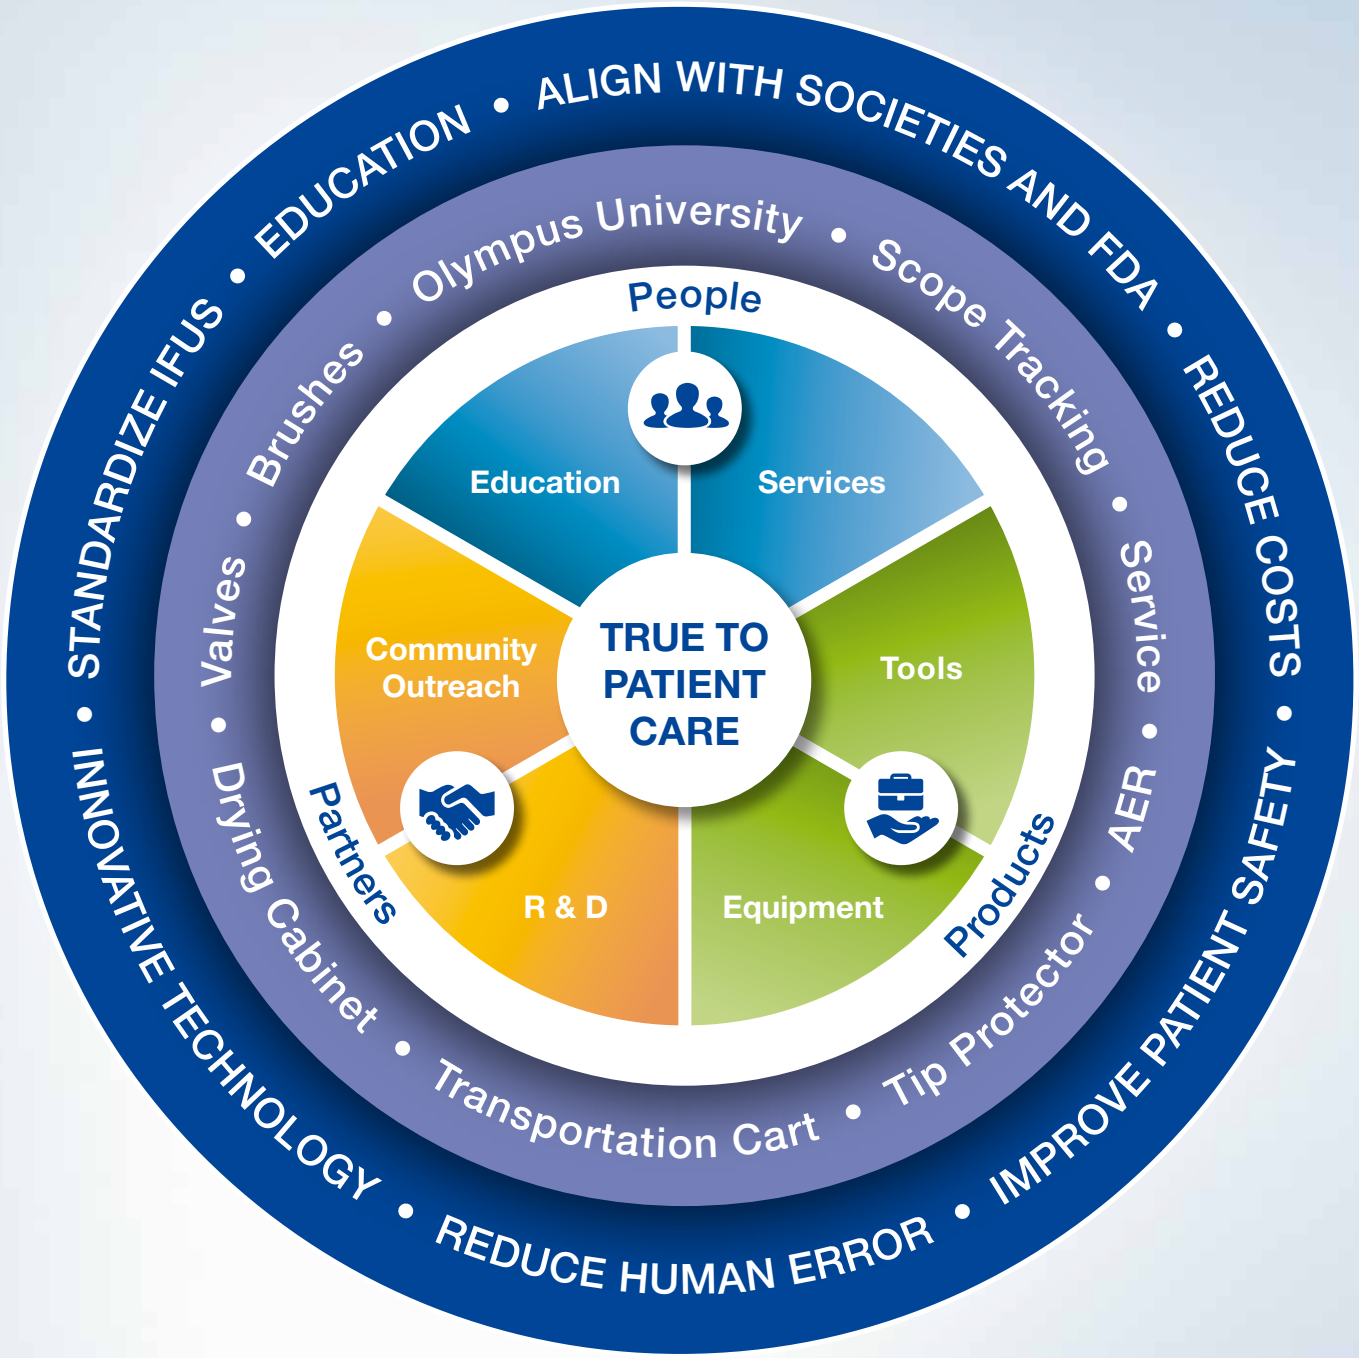 EDUCATION • ALIGN WITH SOCIETIES AND FDA • REDUCE COSTS • IMPROVE PATIENT SAFETY • REDUCE HUMAN ERROR • INNOVATIVE TECHNOLOGY • STANDARDIZE IFUS •
Olympus University • Scope Tracking • Service • AER • Tip Protector • Transportation Cart • Drying Cabinet • Valves • Brushes •
People
Education
Services
Community
Outreach
TRUE TO
PATIENT
CARE
Tools
Partners
R & D
Equipment
Products